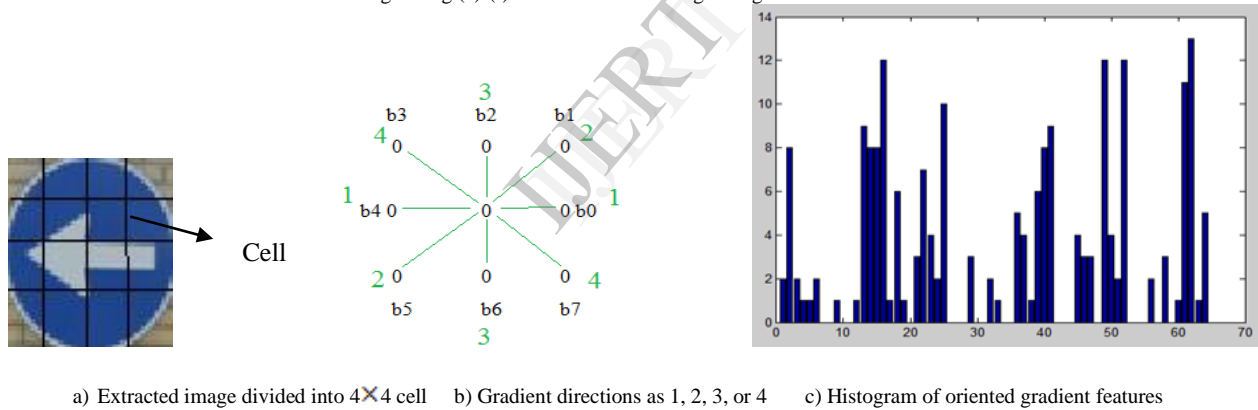 IJERT
3
b3 b2 b1
4 2
0 0 0
1 b4 0 0 0 b0 1
0 0 0
2 4
b5 b6 b7
3
Cell
14
12
10
8
6
4
2
0
0 10 20 30 40 50 60 70
a) Extracted image divided into 4×4 cell b) Gradient directions as 1, 2, 3, or 4 c) Histogram of oriented gradient features